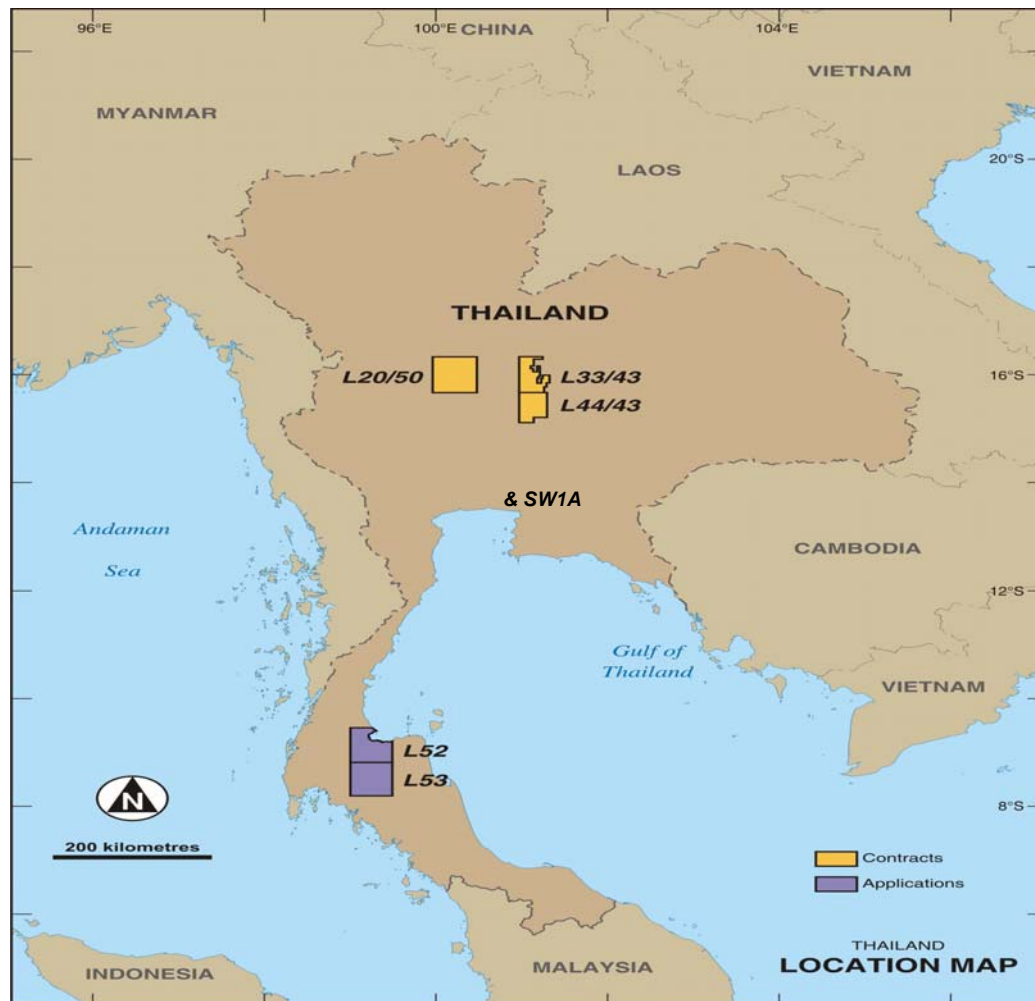 96°E
100°E
104°E
CHINA
VIETNAM
MYANMAR
LAOS
20°S
THAILAND
L20/50
L33/43
16°S
L44/43
& SW1A
Andaman
Sea
CAMBODIA
12°S
Gulf of
Thailand
VIETNAM
L52
L53
N
8°S
200 kilometres
Contracts
Applications
THAILAND
LOCATION MAP
INDONESIA
MALAYSIA